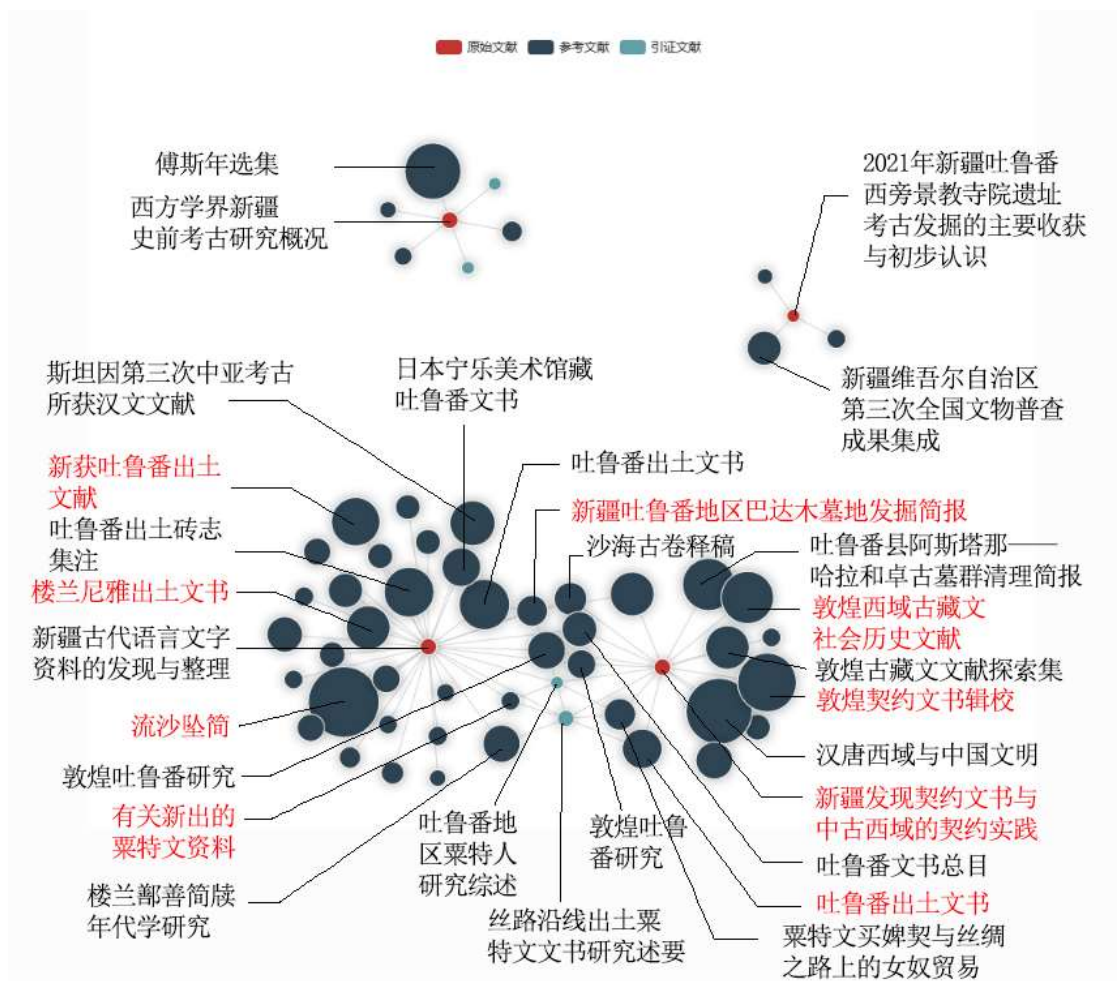 原始文献 参考文献 引证文献
傅斯年选集
西方学界新疆
史前考古研究概况
2021年新疆吐鲁番
西旁景教寺院遗址
考古发掘的主要收获
与初步认识
新疆维吾尔自治区
第三次全国文物普查
成果集成
斯坦因第三次中亚考古
所获汉文文献
日本宁乐美术馆藏
吐鲁番文书
吐鲁番出土文书
新获吐鲁番出土
文献
新疆吐鲁番地区巴达木墓地发掘简报
吐鲁番出土砖志
集注
沙海古卷释稿
吐鲁番县阿斯塔那——
哈拉和卓古墓群清理简报
楼兰尼雅出土文书
敦煌西域古藏文
社会历史文献
新疆古代语言文字
资料的发现与整理
敦煌古藏文文献探索集
敦煌契约文书辑校
流沙坠简
汉唐西域与中国文明
敦煌吐鲁番研究
新疆发现契约文书与
中古西域的契约实践
有关新出的
粟特文资料
吐鲁番地
区粟特人
研究综述
敦煌吐鲁
番研究
吐鲁番文书总目
楼兰鄯善简牍
年代学研究
吐鲁番出土文书
丝路沿线出土粟
特文文书研究述要
粟特文买婢契与丝绸
之路上的女奴贸易